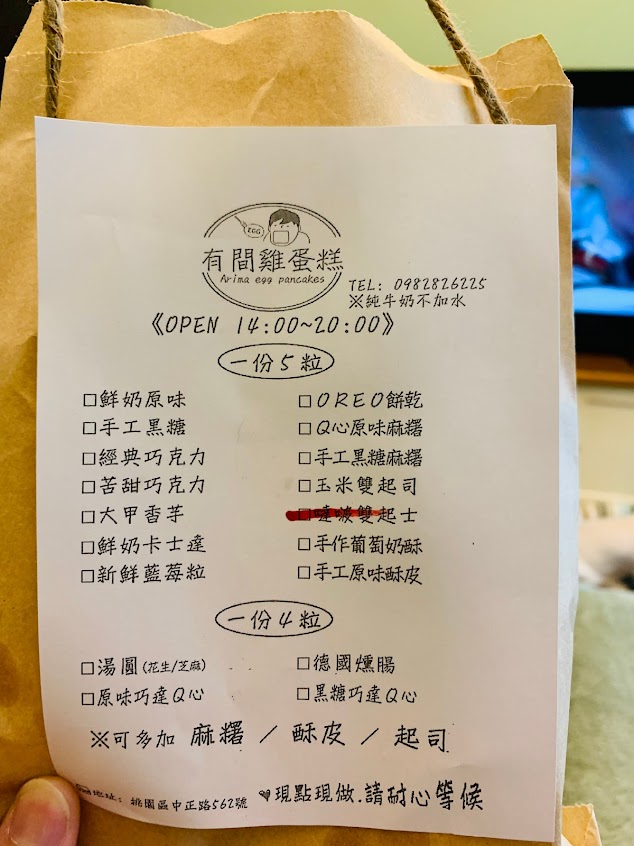 EGG
有間雞蛋糕
Arima egg pancakes
TEL: 0982826225
※純牛奶不加水
《OPEN 14:00~20:00》
一份5粒
□鮮奶原味
□手工黑糖
□經典巧克力
□苦甜巧克力
□大甲香芋
□鮮奶卡士達
□新鮮藍莓粒
□OREO餅乾
□Q心原味麻糬
□手工黑糖麻糬
□玉米雙起司
□嗶啵雙起士
□手作葡萄奶酥
□手工原味酥皮
一份4粒
□湯圓(花生/芝麻)
□原味巧達Q心
□德國燻腸
□黑糖巧達Q心
※可多加 麻糬 / 酥皮 / 起司
地址: 桃園區中正路562號
♥現點現做.請耐心等候